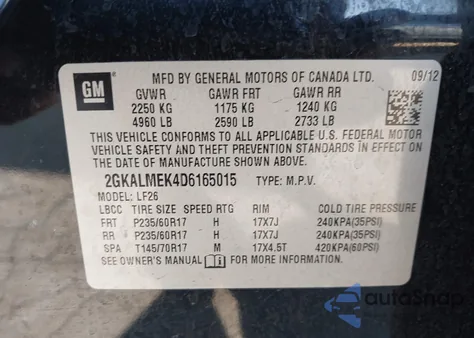 GM
MFD BY GENERAL MOTORS OF CANADA LTD. 09/12
GVWR GAWR FRT GAWR RR
2250 KG 1175 KG 1240 KG
4960 LB 2590 LB 2733 LB
THIS VEHICLE CONFORMS TO ALL APPLICABLE U.S. FEDERAL MOTOR
VEHICLE SAFETY AND THEFT PREVENTION STANDARDS IN EFFECT ON
THE DATE OF MANUFACTURE SHOWN ABOVE.
2GKALMEK4D6165015 TYPE: M.P.V.
MODEL: LF26
LBCC TIRE SIZE SPEED RTG RIM COLD TIRE PRESSURE
FRT P235/60R17 H 17X7J 240KPA(35PSI)
RR P235/60R17 H 17X7J 240KPA(35PSI)
SPA T145/70R17 M 17X4.5T 420KPA(60PSI)
SEE OWNER'S MANUAL FOR MORE INFORMATION.
autoSnap